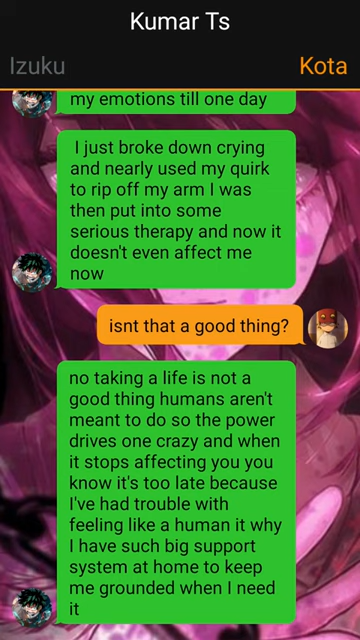 Kumar Ts
Izuku
Kota
my emotions till one day
I just broke down crying
and nearly used my quirk
to rip off my arm I was
then put into some
serious therapy and now it
doesn't even affect me
now
isnt that a good thing?
no taking a life is not a
good thing humans aren't
meant to do so the power
drives one crazy and when
it stops affecting you you
know it's too late because
I've had trouble with
feeling like a human it why
I have such big support
system at home to keep
me grounded when I need
it